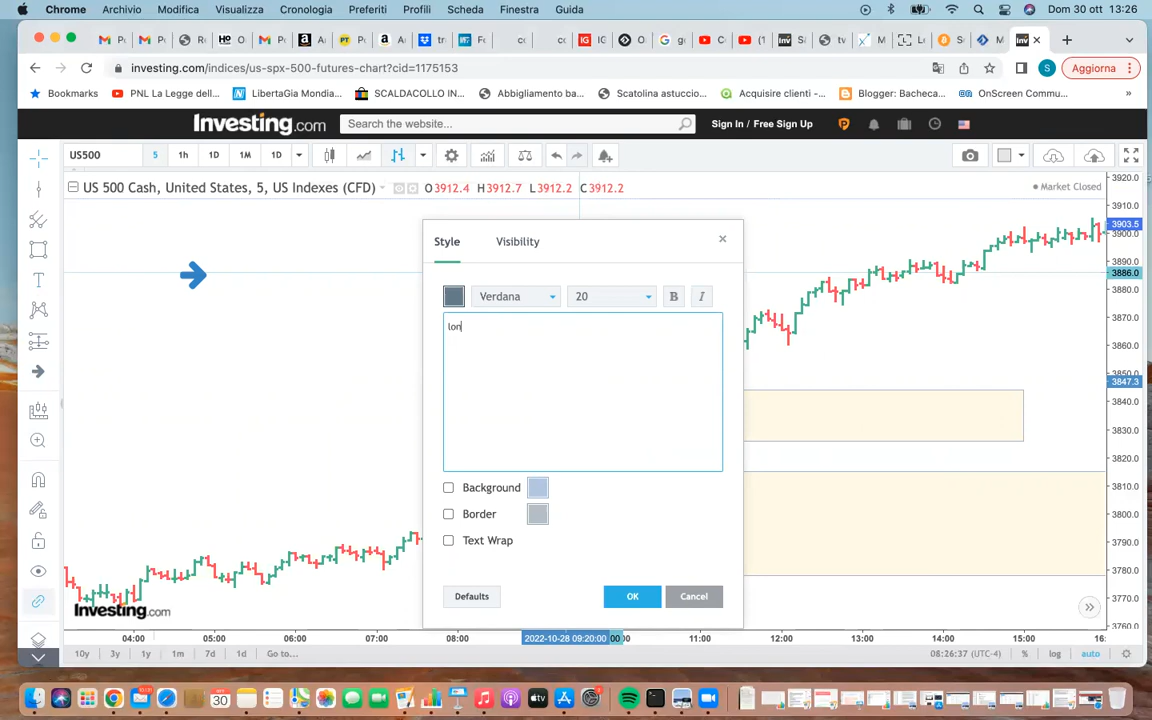 Chrome Archivio Modifica Visualizza Cronologia Preferiti Profili Scheda Finestra Guida Dom 30 ott 13:26
investing.com/indices/us-spx-500-futures-chart?cid=1175153 Aggiorna
Bookmarks PNL La Legge dell... LibertaGia Mondia... SCALDACOLLO IN... Abbigliamento ba... Scatolina astuccio... Acquisire clienti -... Blogger: Bacheca... OnScreen Commun... »
Investing.com Search the website... Sign In / Free Sign Up
US500 5 1h 1D 1M 1D
US 500 Cash, United States, 5, US Indexes (CFD) O3912.4 H3912.7 L3912.2 C3912.2 Market Closed
3920.0
3910.0
3903.5
3900.0
3890.0
3886.0
3880.0
3870.0
3860.0
3850.0
3847.3
3840.0
3830.0
3820.0
3810.0
3800.0
3790.0
3780.0
3770.0
3760.0
Style Visibility
Verdana 20 B I
lon
Background
Border
Text Wrap
Defaults OK Cancel
Investing.com
04:00 05:00 06:00 07:00 08:00 2022-10-28 09:20:00 11:00 12:00 13:00 14:00 15:00 16:
10y 3y 1y 1m 7d 1d Go to... 08:26:37 (UTC-4) % log auto